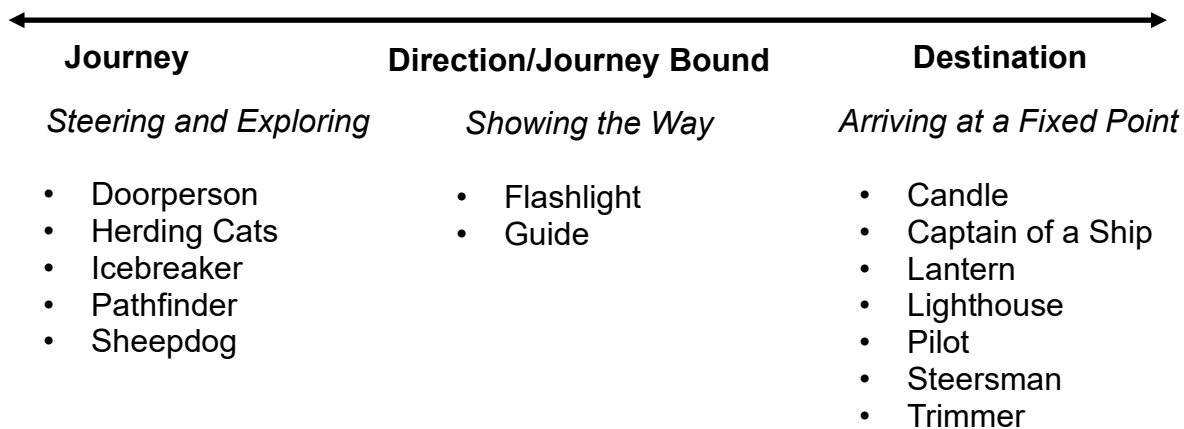 Journey
Steering and Exploring
• Doorperson
• Herding Cats
• Icebreaker
• Pathfinder
• Sheepdog
Direction/Journey Bound
Showing the Way
• Flashlight
• Guide
Destination
Arriving at a Fixed Point
• Candle
• Captain of a Ship
• Lantern
• Lighthouse
• Pilot
• Steersman
• Trimmer